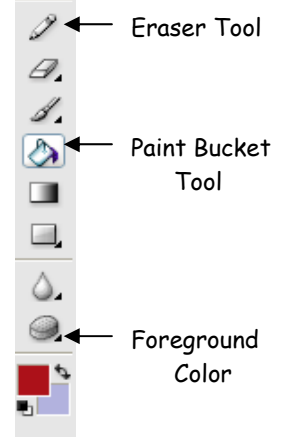 Eraser Tool
Paint Bucket
Tool
Foreground
Color